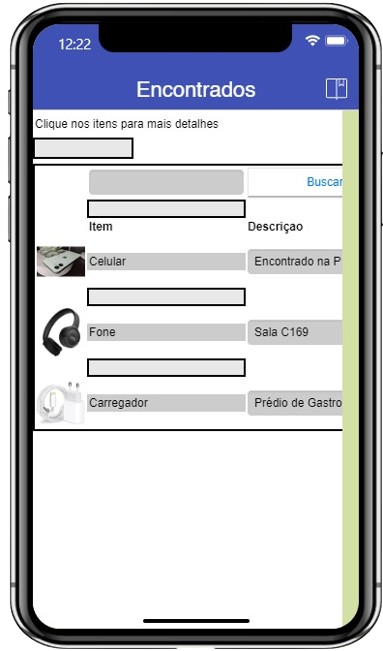 12:22
Encontrados
Clique nos itens para mais detalhes
Buscar
Item Descriçao
Celular Encontrado na P
Fone Sala C169
Carregador Prédio de Gastro